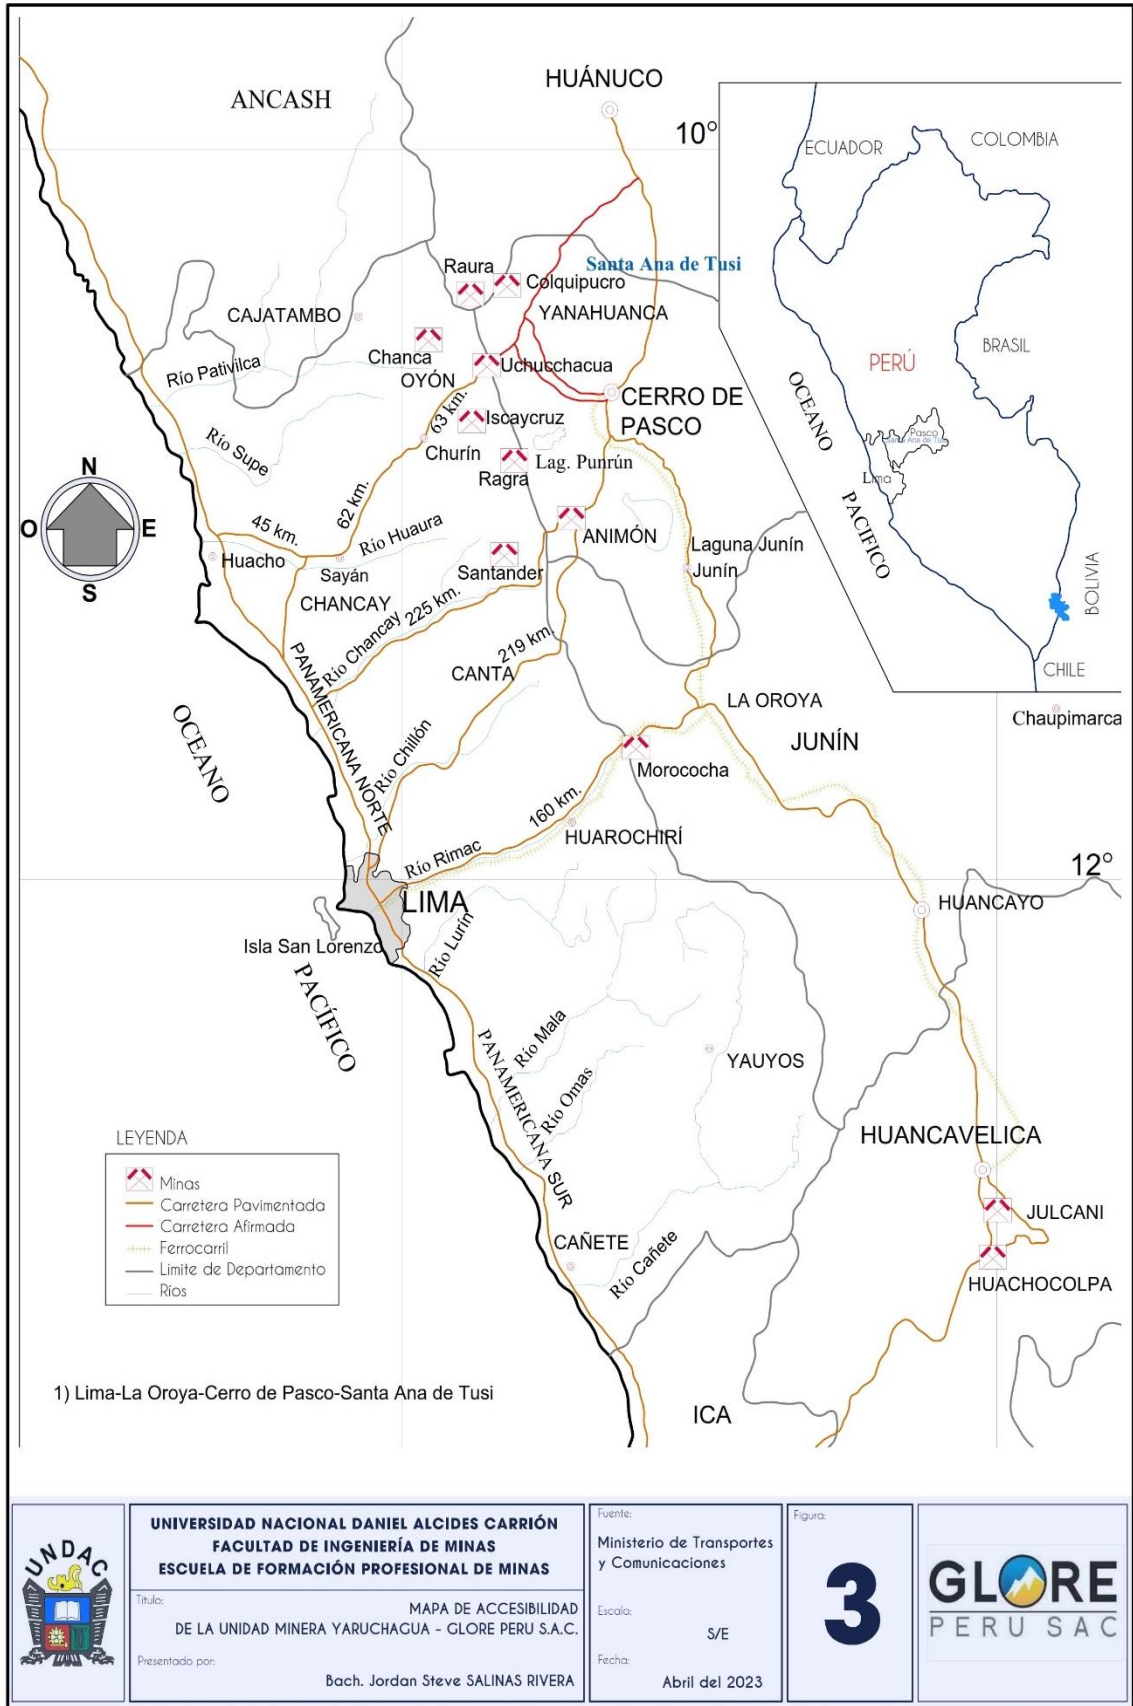 HUÁNUCO
ANCASH
10°
ECUADOR
COLOMBIA
Raura
Santa Ana de Tusi
Colquipucro
CAJATAMBO
YANAHUANCA
Chanca
OYÓN
Uchucchacua
BRASIL
PERÚ
Río Pativilca
63 km.
Iscaycruz
CERRO DE
PASCO
OCEANO
PACIFICO
Pasco
Santa Ana de Tusi
Lima
Río Supe
Churín
Ragra
Lag. Punrún
N
O
E
S
62 km.
45 km.
Río Huaura
ANIMÓN
Huacho
Sayán
Santander
Laguna Junín
Junín
CHANCAY
225 km.
Río Chancay
BOLIVIA
219 km.
CANTA
CHILE
PANAMERICANA NORTE
LA OROYA
Chaupimarca
OCEANO
Río Chillón
JUNÍN
Morococha
160 km.
HUAROCHIRÍ
Río Rimac
12°
LIMA
HUANCAYO
Isla San Lorenzo
Río Lurín
PACÍFICO
Río Mala
YAUYOS
PANAMERICANA SUR
Río Omas
HUANCAVELICA
LEYENDA
Minas
Carretera Pavimentada
Carretera Afirmada
Ferrocarril
Limite de Departamento
Ríos
JULCANI
CAÑETE
Río Cañete
HUACHOCOLPA
1) Lima-La Oroya-Cerro de Pasco-Santa Ana de Tusi
ICA
UNDAC
UNIVERSIDAD NACIONAL DANIEL ALCIDES CARRIÓN
FACULTAD DE INGENIERÍA DE MINAS
ESCUELA DE FORMACIÓN PROFESIONAL DE MINAS
Título:
MAPA DE ACCESIBILIDAD
DE LA UNIDAD MINERA YARUCHAGUA - GLORE PERU S.A.C.
Presentado por:
Bach. Jordan Steve SALINAS RIVERA
Fuente:
Ministerio de Transportes
y Comunicaciones
Escala:
S/E
Fecha:
Abril del 2023
Figura:
3
GLORE
PERU SAC